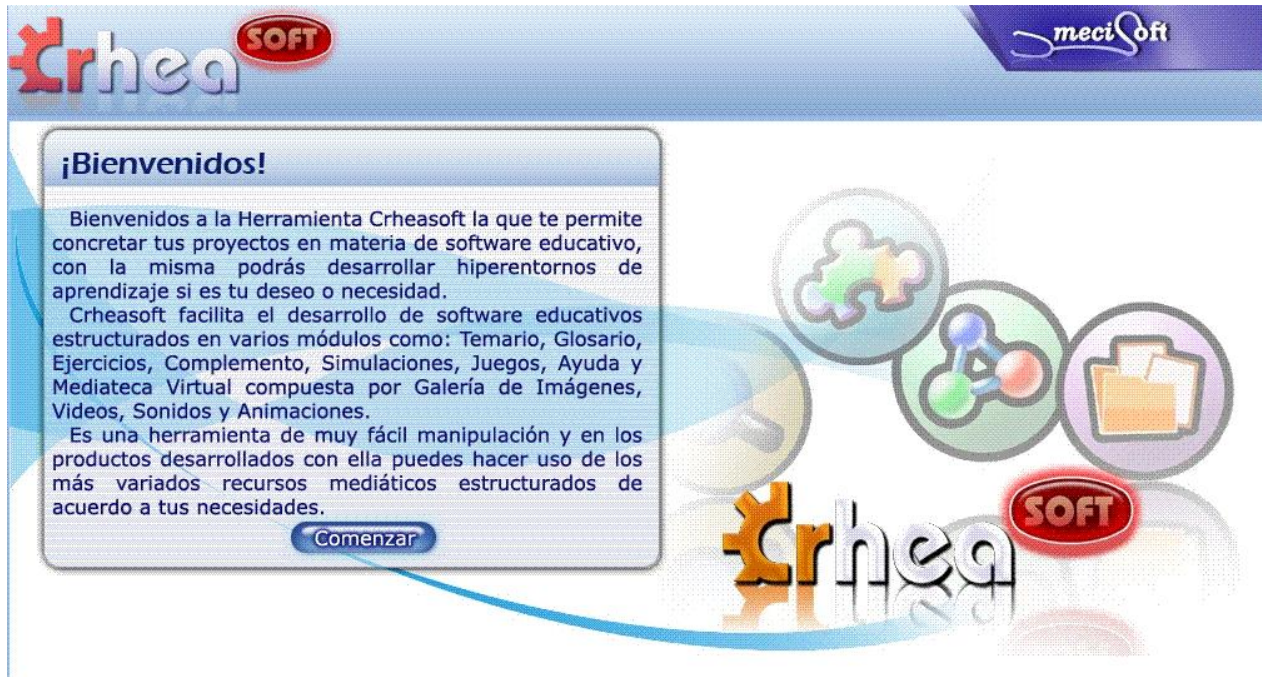 Crhea SOFT
meciSoft
¡Bienvenidos!
Bienvenidos a la Herramienta Crheasoft la que te permite
concretar tus proyectos en materia de software educativo,
con la misma podrás desarrollar hiperentornos de
aprendizaje si es tu deseo o necesidad.
Crheasoft facilita el desarrollo de software educativos
estructurados en varios módulos como: Temario, Glosario,
Ejercicios, Complemento, Simulaciones, Juegos, Ayuda y
Mediateca Virtual compuesta por Galería de Imágenes,
Videos, Sonidos y Animaciones.
Es una herramienta de muy fácil manipulación y en los
productos desarrollados con ella puedes hacer uso de los
más variados recursos mediáticos estructurados de
acuerdo a tus necesidades.
Comenzar
Crhea SOFT